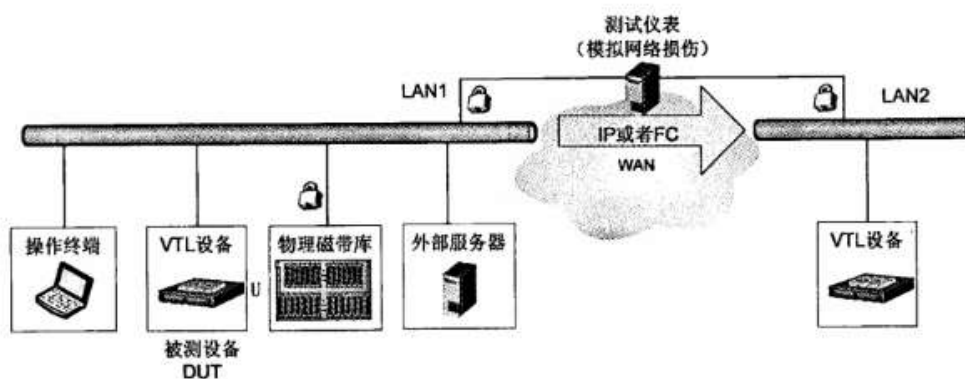 测试仪表
(模拟网络损伤)
LAN1
LAN2
IP或者FC
WAN
操作终端
VTL设备
U
物理磁带库
外部服务器
VTL设备
被测设备
DUT